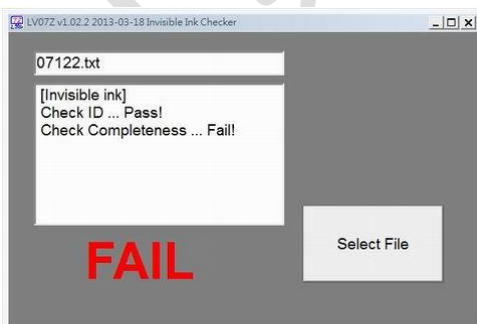 LV07Z v1.02.2 2013-03-18 Invisible Ink Checker
07122.txt
[Invisible ink]
Check ID ... Pass!
Check Completeness ... Fail!
Select File
FAIL